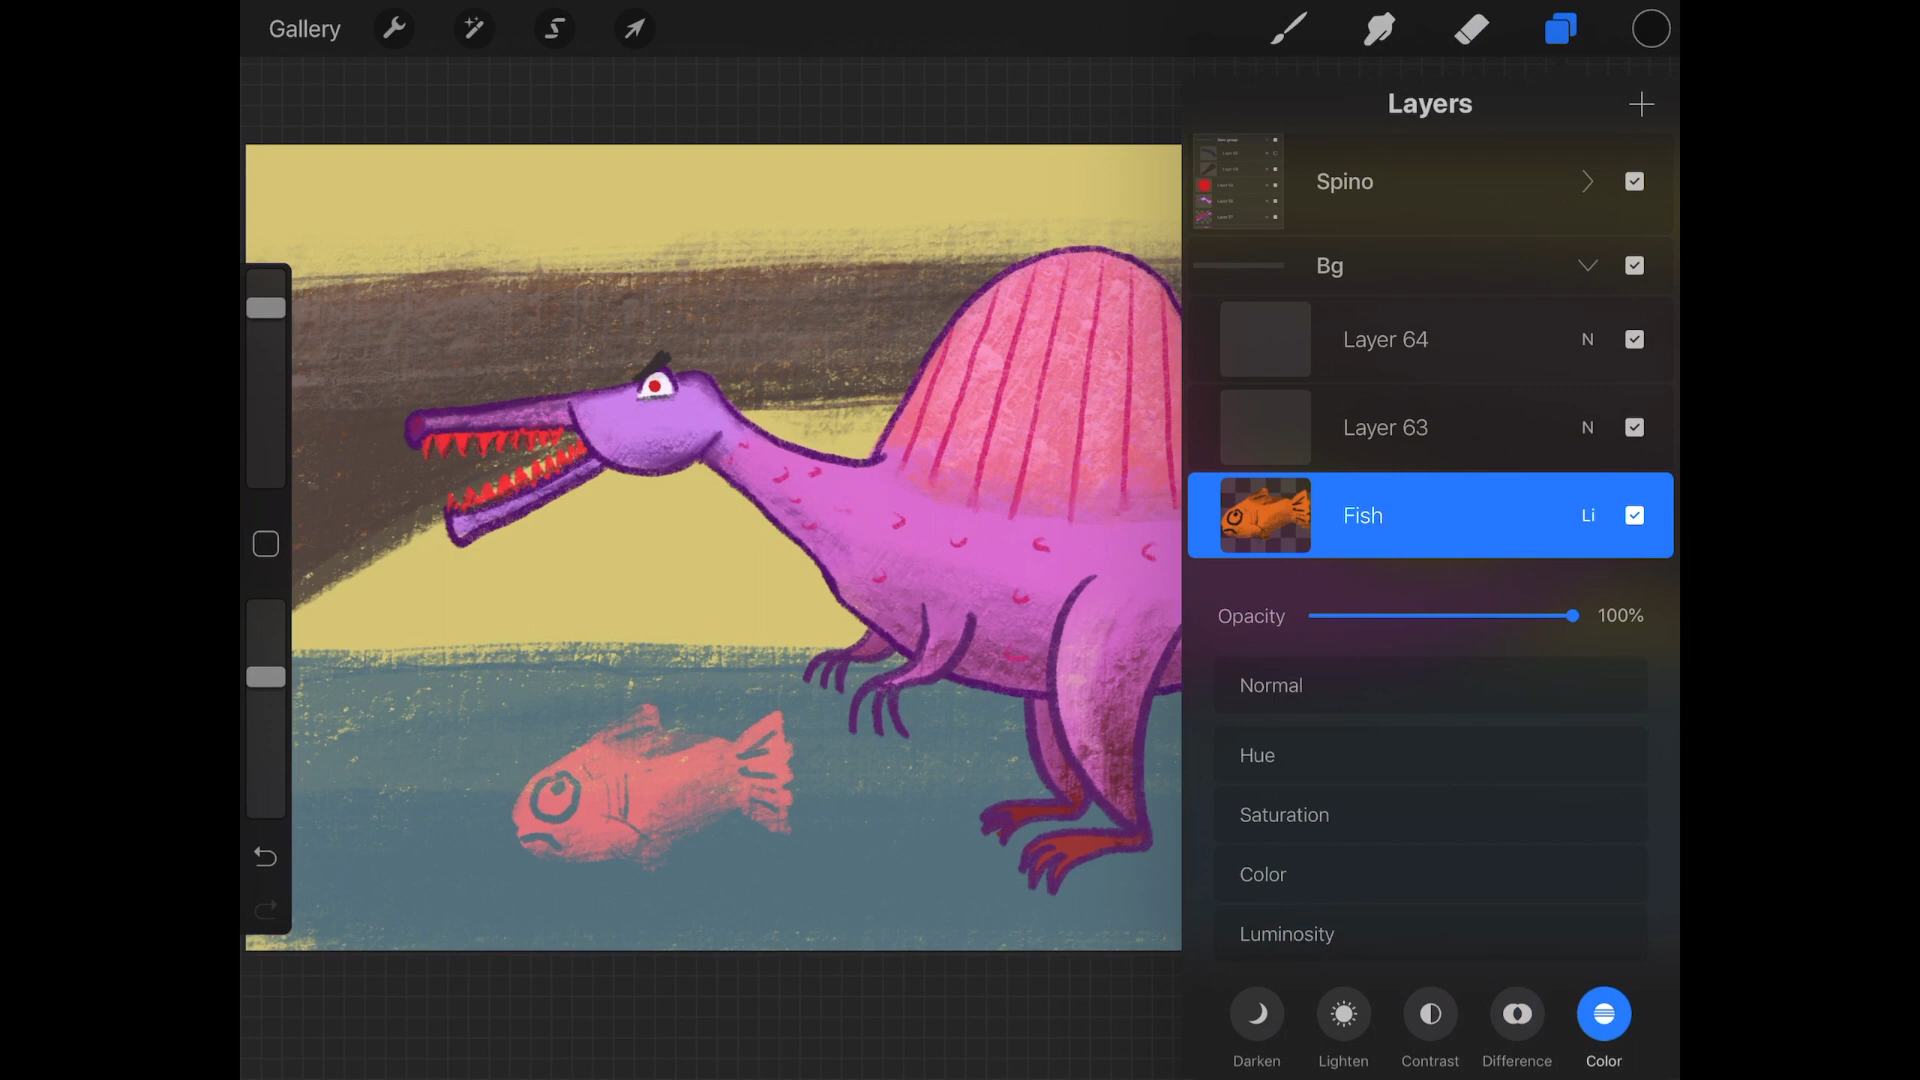 Gallery
Layers
Spino
Bg
Layer 64 N
Layer 63 N
Fish Li
Opacity 100%
Normal
Hue
Saturation
Color
Luminosity
Darken Lighten Contrast Difference Color